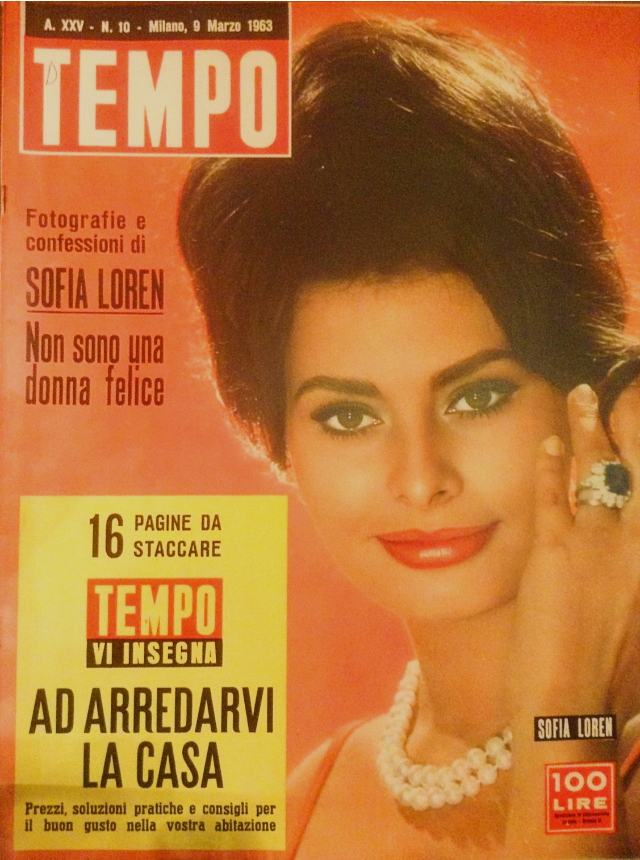 A. XXV - N. 10 - Milano, 9 Marzo 1963
TEMPO
Fotografie e
confessioni di
SOFIA LOREN
Non sono una
donna felice
16 PAGINE DA
STACCARE
TEMPO
VI INSEGNA
AD ARREDARVI
LA CASA
Prezzi, soluzioni pratiche e consigli per
il buon gusto nella vostra abitazione
SOFIA LOREN
100
LIRE